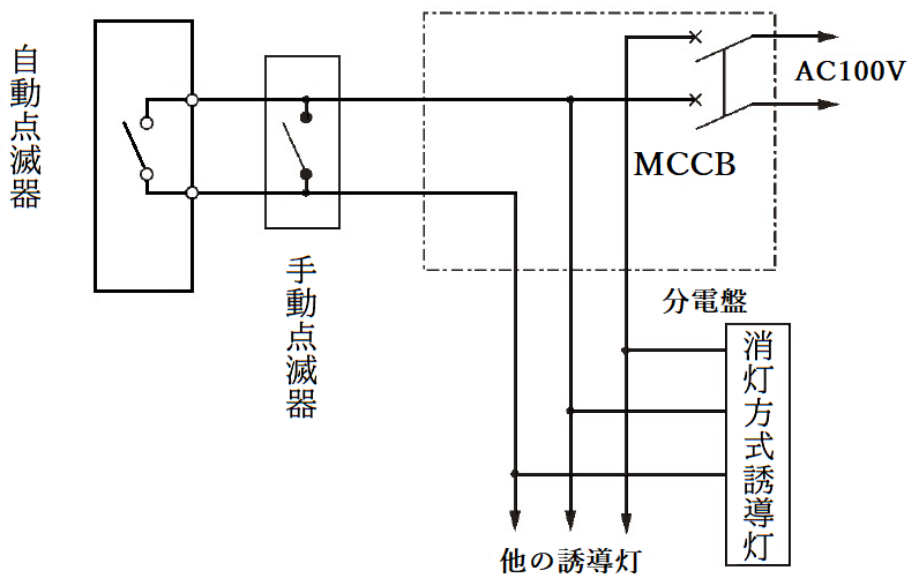 自動点滅器
手動点滅器
AC100V
MCCB
分電盤
消灯方式誘導灯
他の誘導灯